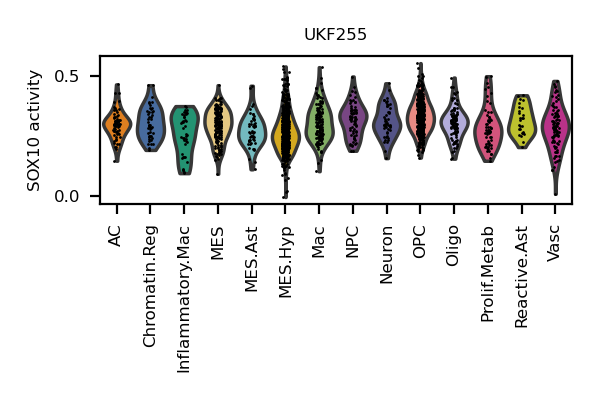 UKF255
SOX10 activity
0.5
0.0
AC
Chromatin.Reg
Inflammatory.Mac
MES
MES.Ast
MES.Hyp
Mac
NPC
Neuron
OPC
Oligo
Prolif.Metab
Reactive.Ast
Vasc